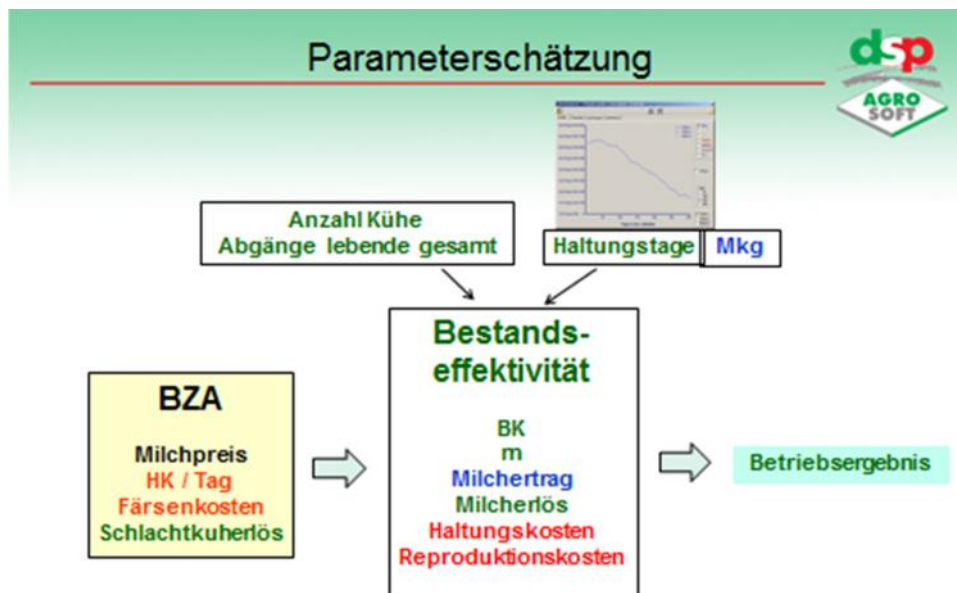 Parameterschätzung
dsp
AGRO
SOFT
Anzahl Kühe
Abgänge lebende gesamt
Haltungstage Mkg
Bestands-
effektivität
BK
m
Milchertrag
Milcherlös
Haltungskosten
Reproduktionskosten
BZA
Milchpreis
HK / Tag
Färsenkosten
Schlachtkuherlös
Betriebsergebnis